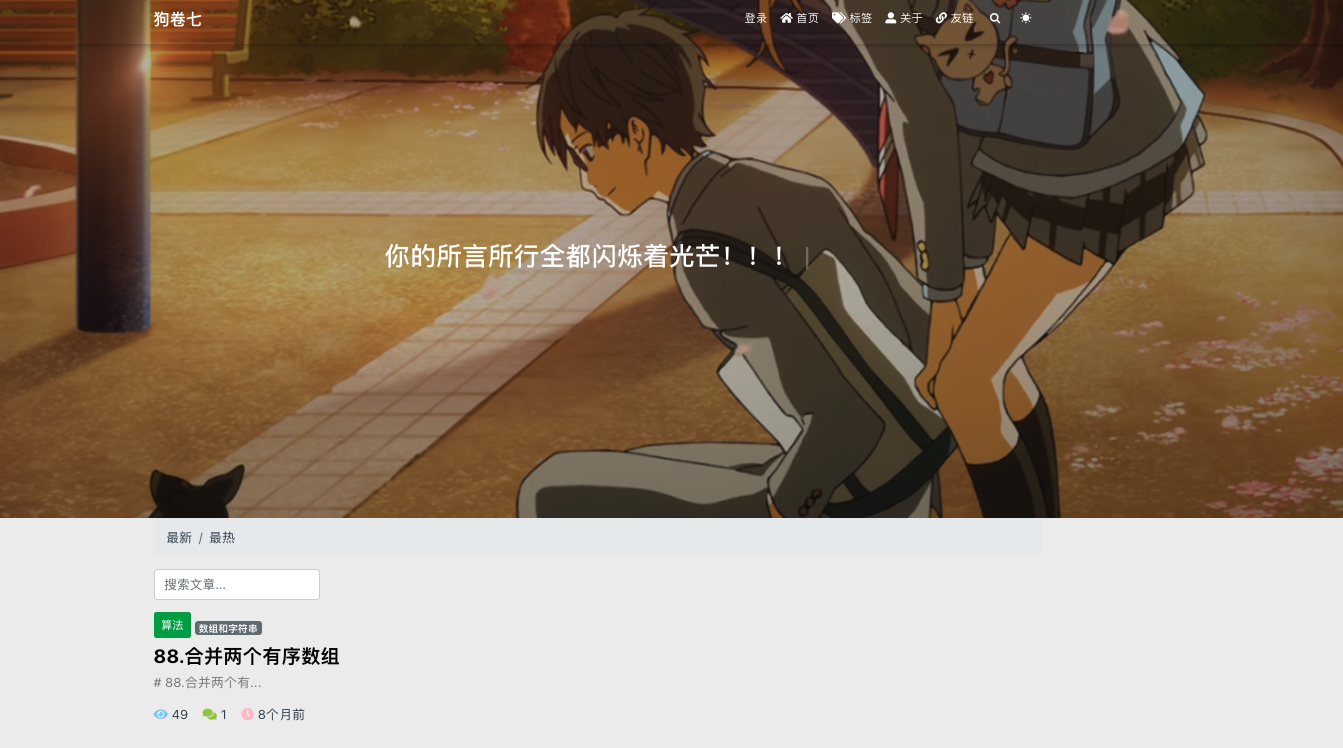 狗卷七
登录 首页 标签 关于 友链
你的所言所行全都闪烁着光芒！！！
最新 / 最热
搜索文章...
算法 数组和字符串
88.合并两个有序数组
# 88.合并两个有...
49 1 8个月前